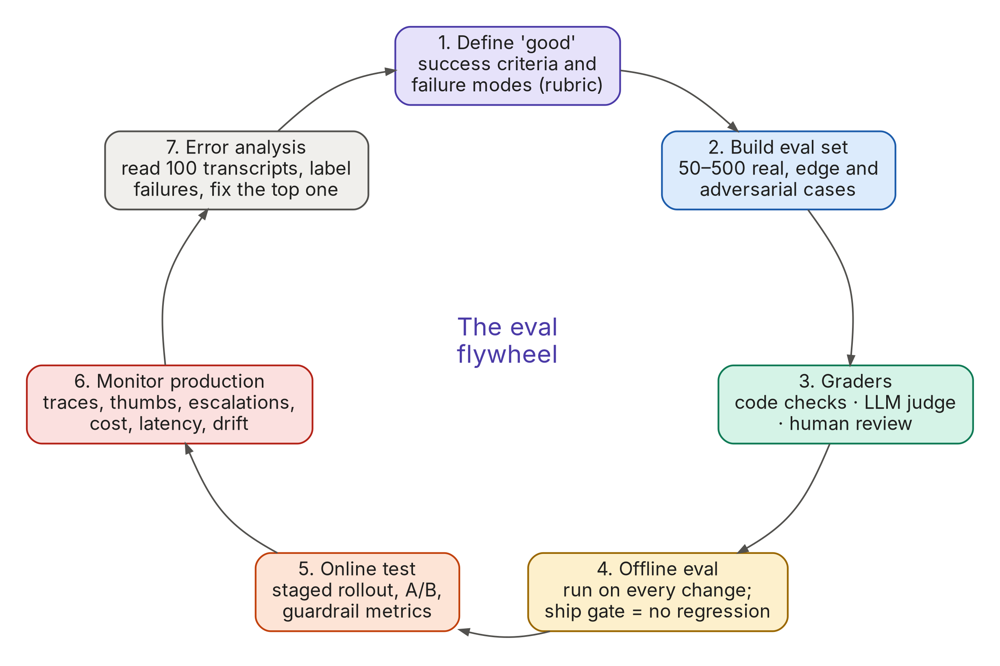 1. Define 'good'
success criteria and
failure modes (rubric)
2. Build eval set
50–500 real, edge and
adversarial cases
3. Graders
code checks · LLM judge
· human review
4. Offline eval
run on every change;
ship gate = no regression
5. Online test
staged rollout, A/B,
guardrail metrics
6. Monitor production
traces, thumbs, escalations,
cost, latency, drift
7. Error analysis
read 100 transcripts, label
failures, fix the top one
The eval
flywheel